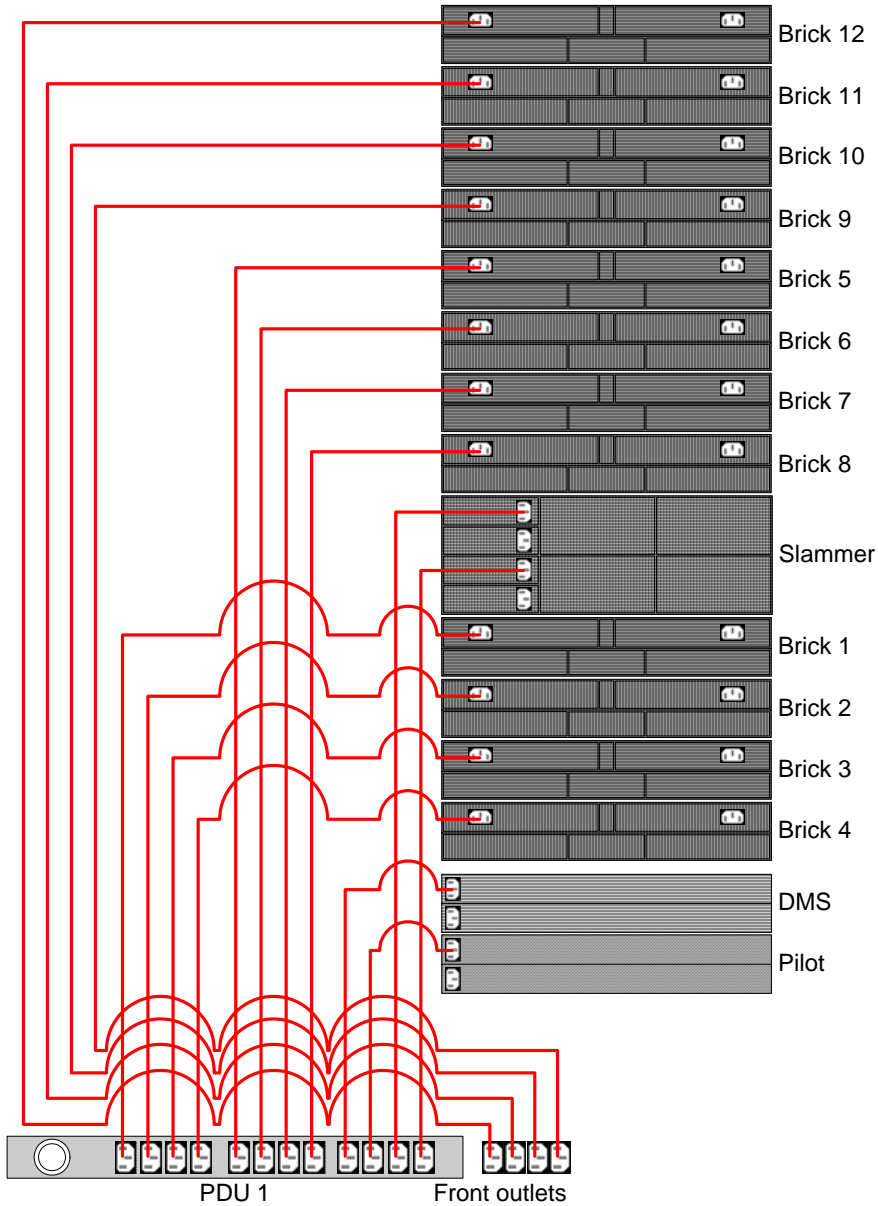 Brick 12
Brick 11
Brick 10
Brick 9
Brick 5
Brick 6
Brick 7
Brick 8
Slammer
Brick 1
Brick 2
Brick 3
Brick 4
DMS
Pilot
PDU 1
Front outlets